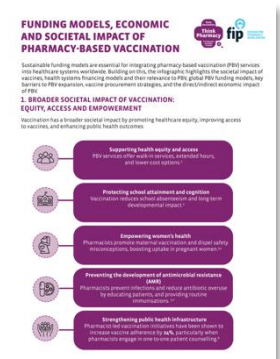 FUNDING MODELS, ECONOMIC
AND SOCIETAL IMPACT OF
PHARMACY-BASED VACCINATION
Think
Pharmacy
fip
Sustainable funding models are essential for integrating pharmacy-based vaccination (PBV) services
into healthcare systems worldwide. Building on this, the infographic highlights the societal impact of
vaccines, health systems financing models and their relevance to PBV, global PBV funding models, key
barriers to PBV expansion, vaccine procurement strategies, and the direct/indirect economic impact
of PBV.
1. BROADER SOCIETAL IMPACT OF VACCINATION:
EQUITY, ACCESS AND EMPOWERMENT
Vaccination has a broader societal impact by promoting healthcare equity, improving access
to vaccines, and enhancing public health outcomes:
Supporting health equity and access
PBV services offer walk-in services, extended hours,
and lower costs.
Protecting school attainment and cognition
Vaccination reduces school absenteeism and long-term
developmental impact.
Empowering women's health
Pharmacists promote maternal vaccination and dispel safety
misconceptions, boosting uptake in pregnant women.
Preventing the development of antimicrobial resistance
(AMR)
Pharmacists prevent infections and reduce antibiotic overuse
by educating patients, and providing routine
immunisations.
Strengthening public health infrastructure
Pharmacist-led vaccination initiatives have been shown to
increase vaccine adherence by 14%, particularly when
pharmacists engage in one-to-one patient counselling.